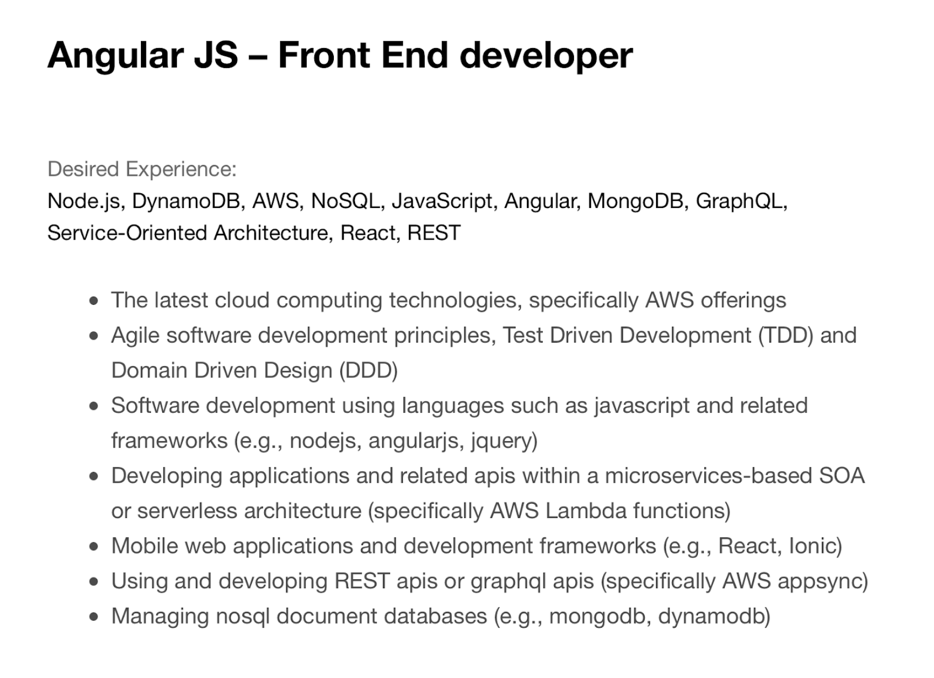 Angular JS – Front End developer
Desired Experience:
Node.js, DynamoDB, AWS, NoSQL, JavaScript, Angular, MongoDB, GraphQL,
Service-Oriented Architecture, React, REST
• The latest cloud computing technologies, specifically AWS offerings
• Agile software development principles, Test Driven Development (TDD) and
Domain Driven Design (DDD)
• Software development using languages such as javascript and related
frameworks (e.g., nodejs, angularjs, jquery)
• Developing applications and related apis within a microservices-based SOA
or serverless architecture (specifically AWS Lambda functions)
• Mobile web applications and development frameworks (e.g., React, Ionic)
• Using and developing REST apis or graphql apis (specifically AWS appsync)
• Managing nosql document databases (e.g., mongodb, dynamodb)